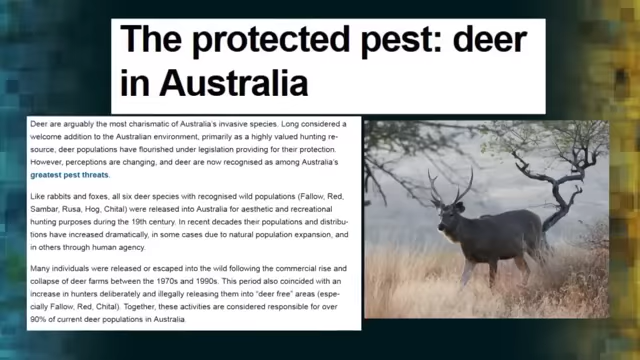 The protected pest: deer
in Australia
Deer are arguably the most charismatic of Australia's invasive species. Long considered a
welcome addition to the Australian environment, primarily as a highly valued hunting re-
source, deer populations have flourished under legislation providing for their protection.
However, perceptions are changing, and deer are now recognised as among Australia's
greatest pest threats.
Like rabbits and foxes, all six deer species with recognised wild populations (Fallow, Red,
Sambar, Rusa, Hog, Chital) were released into Australia for aesthetic and recreational
hunting purposes during the 19th century. In recent decades their populations and distribu-
tions have increased dramatically, in some cases due to natural population expansion, and
in others through human agency.
Many individuals were released or escaped into the wild following the commercial rise and
collapse of deer farms between the 1970s and 1990s. This period also coincided with an
increase in hunters deliberately and illegally releasing them into "deer free" areas (espe-
cially Fallow, Red, Chital). Together, these activities are considered responsible for over
90% of current deer populations in Australia